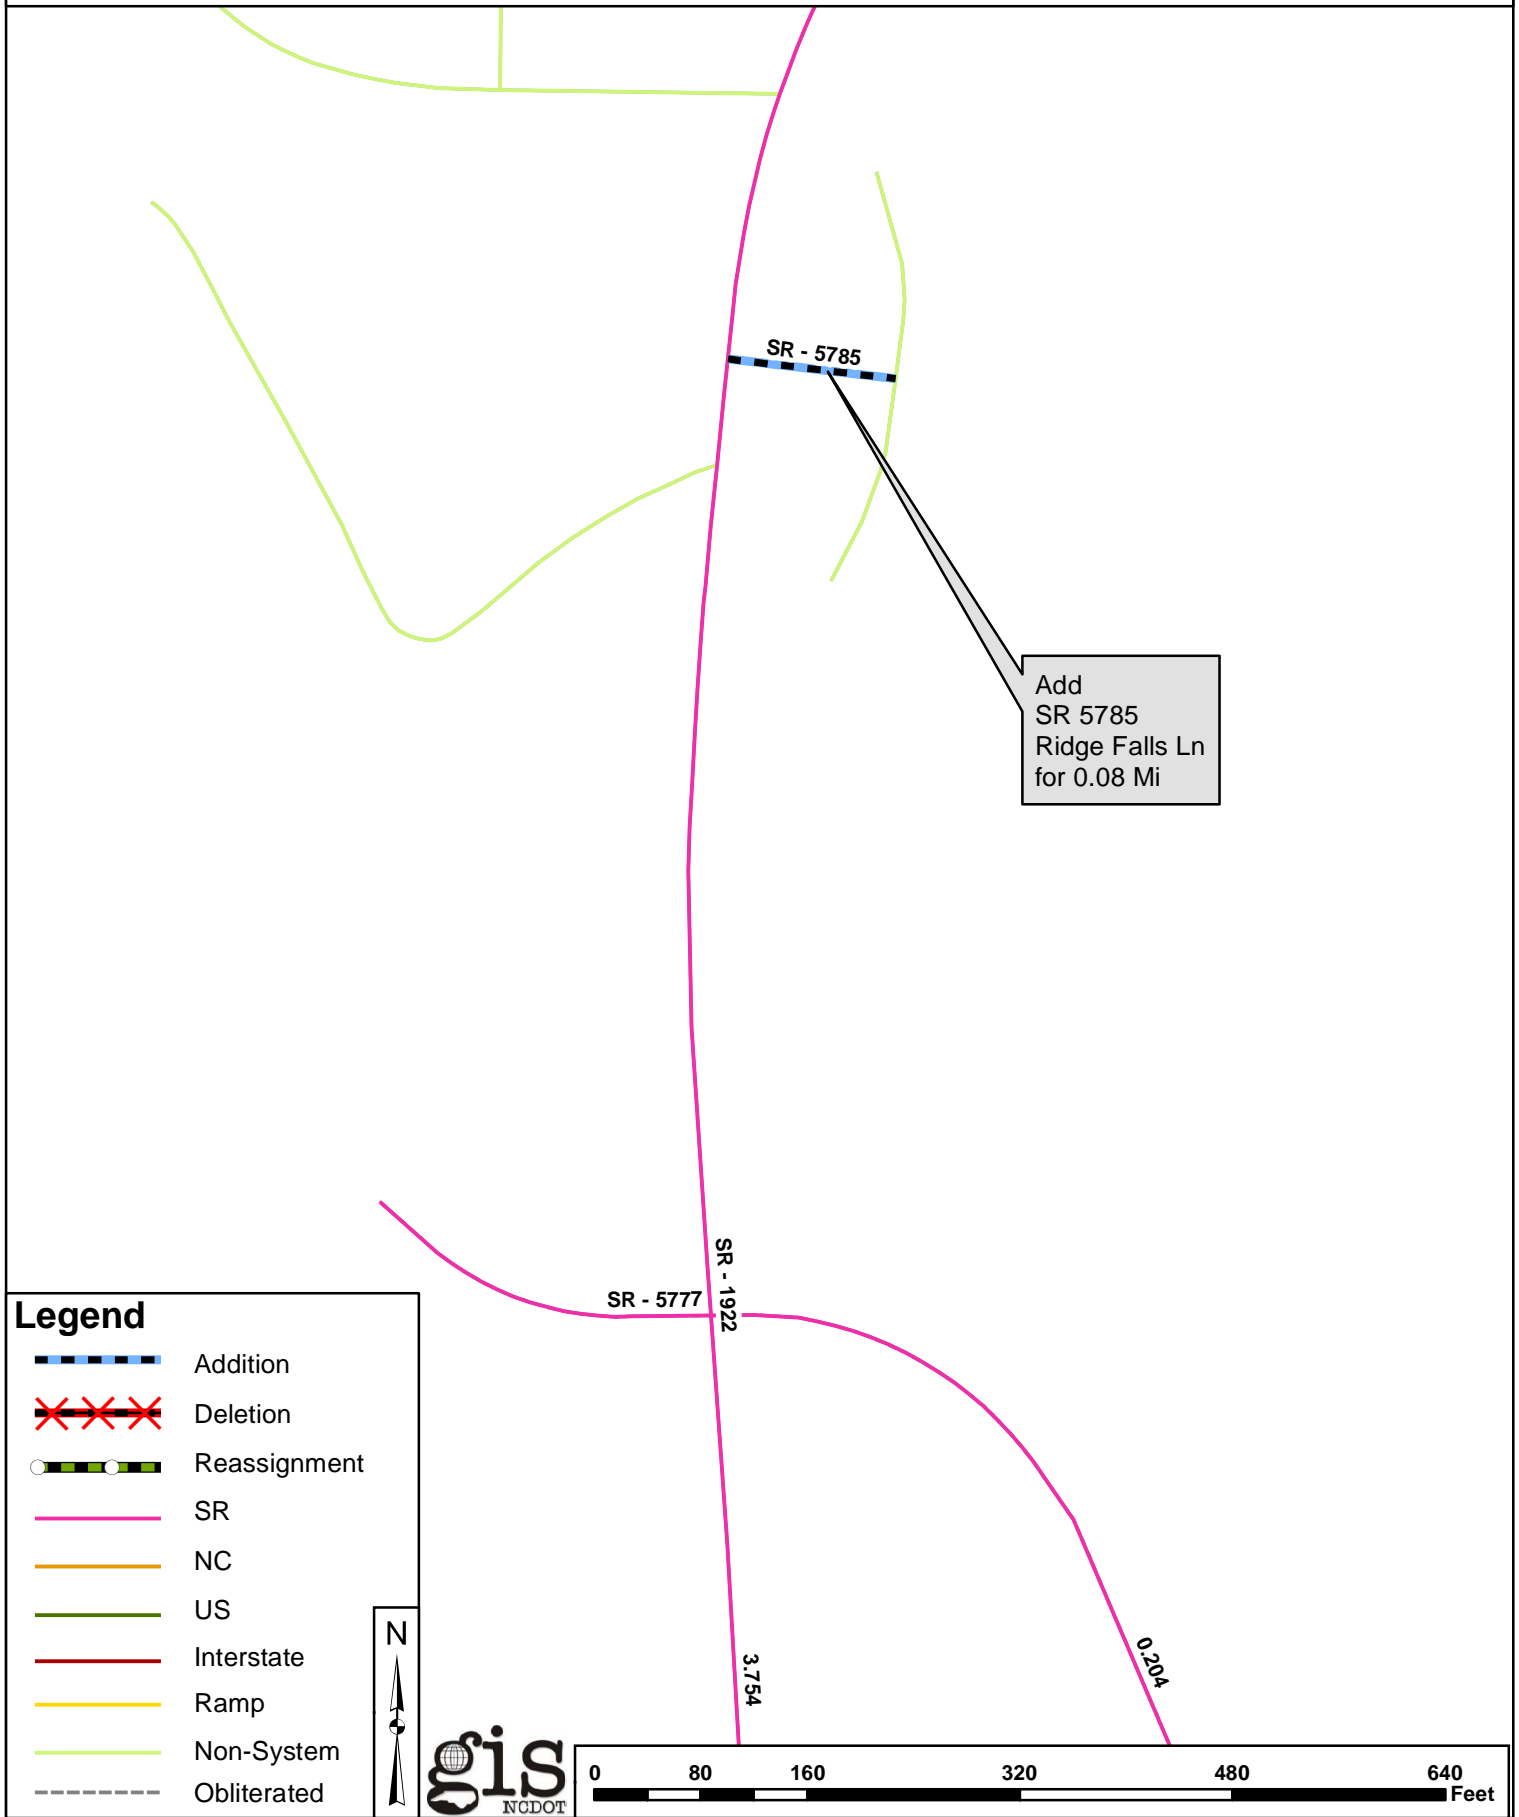 SR - 5785
Add
SR 5785
Ridge Falls Ln
for 0.08 Mi
SR - 1922
SR - 5777
Legend
Addition
Deletion
Reassignment
SR
NC
US
Interstate
Ramp
Non-System
Obliterated
N
3.754
0.204
gis
NCDOT
0 80 160 320 480 640
Feet